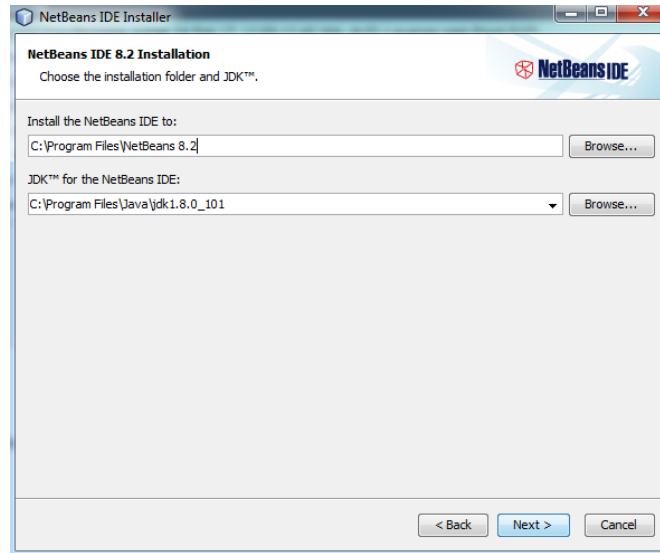 NetBeans IDE Installer
NetBeans IDE 8.2 Installation
Choose the installation folder and JDK™.
NetBeans IDE
Install the NetBeans IDE to:
C:\Program Files\NetBeans 8.2
Browse...
JDK™ for the NetBeans IDE:
C:\Program Files\Java\jdk1.8.0_101
Browse...
< Back
Next >
Cancel